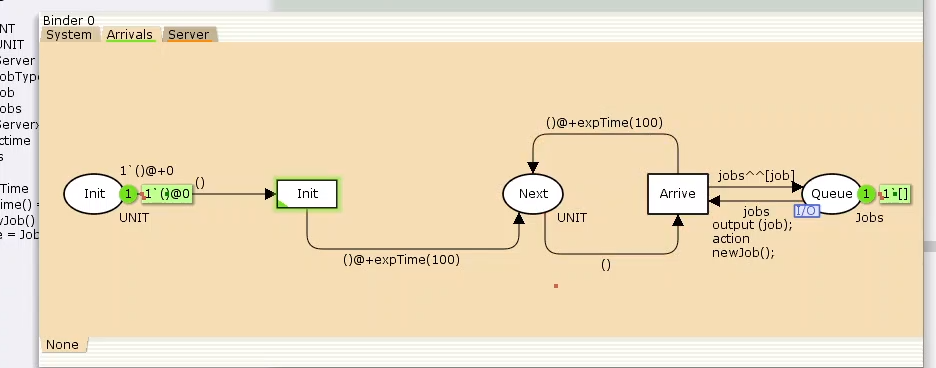 Binder 0
System Arrivals Server
NT
UNIT
Server
obType
ob
obs
Server
ctime
s
Time
ime() =
wJob()
e = Job
()@+expTime(100)
1`()@+0
Init
1
1`()@0
()
Init
Next
Arrive
jobs^^[job]
Queue
1
1`[]
UNIT
UNIT
jobs
I/O
Jobs
output (job);
action
newJob();
()@+expTime(100)
()
None